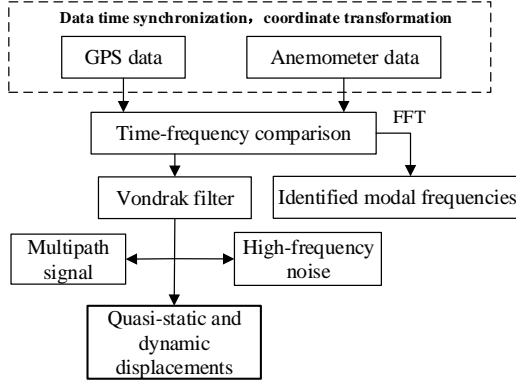 Data time synchronization, coordinate transformation
GPS data
Anemometer data
Time-frequency comparison
FFT
Vondrak filter
Identified modal frequencies
Multipath
signal
High-frequency
noise
Quasi-static and
dynamic
displacements